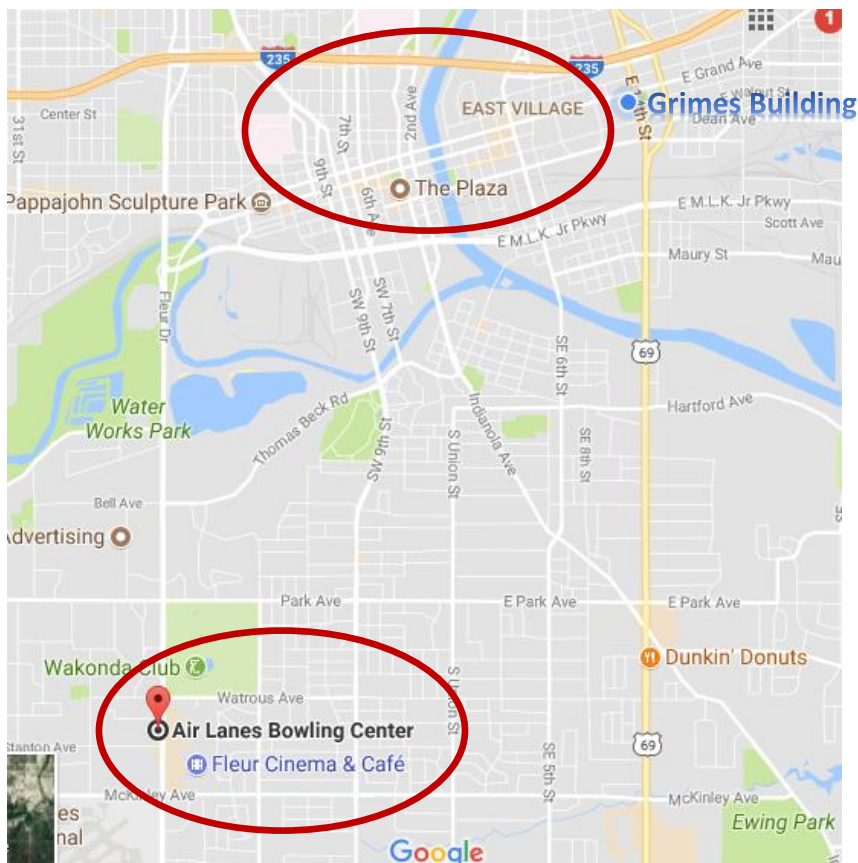 1
235
235
E Grand Ave
E Walnut St
Grimes Building
EAST VILLAGE
Dean Ave
Center St
31st St
7th St
2nd Ave
9th St
6th Ave
The Plaza
Pappajohn Sculpture Park
E M.L.K. Jr Pkwy
E M.L.K. Jr Pkwy
Scott Ave
Maury St
Mau
Fleur Dr
SW 9th St
SW 7th St
SE 6th St
69
Water
Works Park
Thomas Beck Rd
Indianola Ave
Hartford Ave
SW 9th St
S Union St
SE 8th St
Bell Ave
Advertising
Park Ave
E Park Ave
E Park Ave
Wakonda Club
Dunkin' Donuts
Watrous Ave
S Union St
Air Lanes Bowling Center
Stanton Ave
Fleur Cinema & Café
69
SE 5th St
McKinley Ave
McKinley Ave
es
nal
Ewing Park
Google